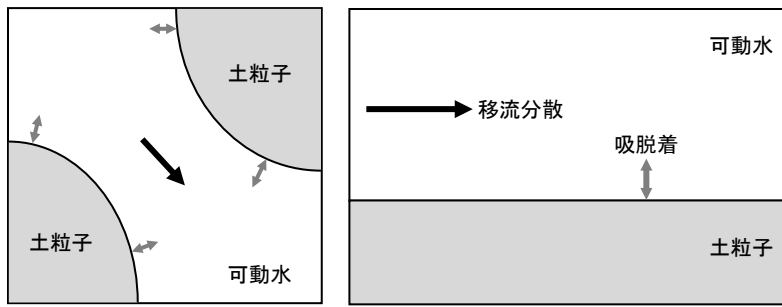 土粒子
土粒子
可動水
可動水
移流分散
吸脱着
土粒子